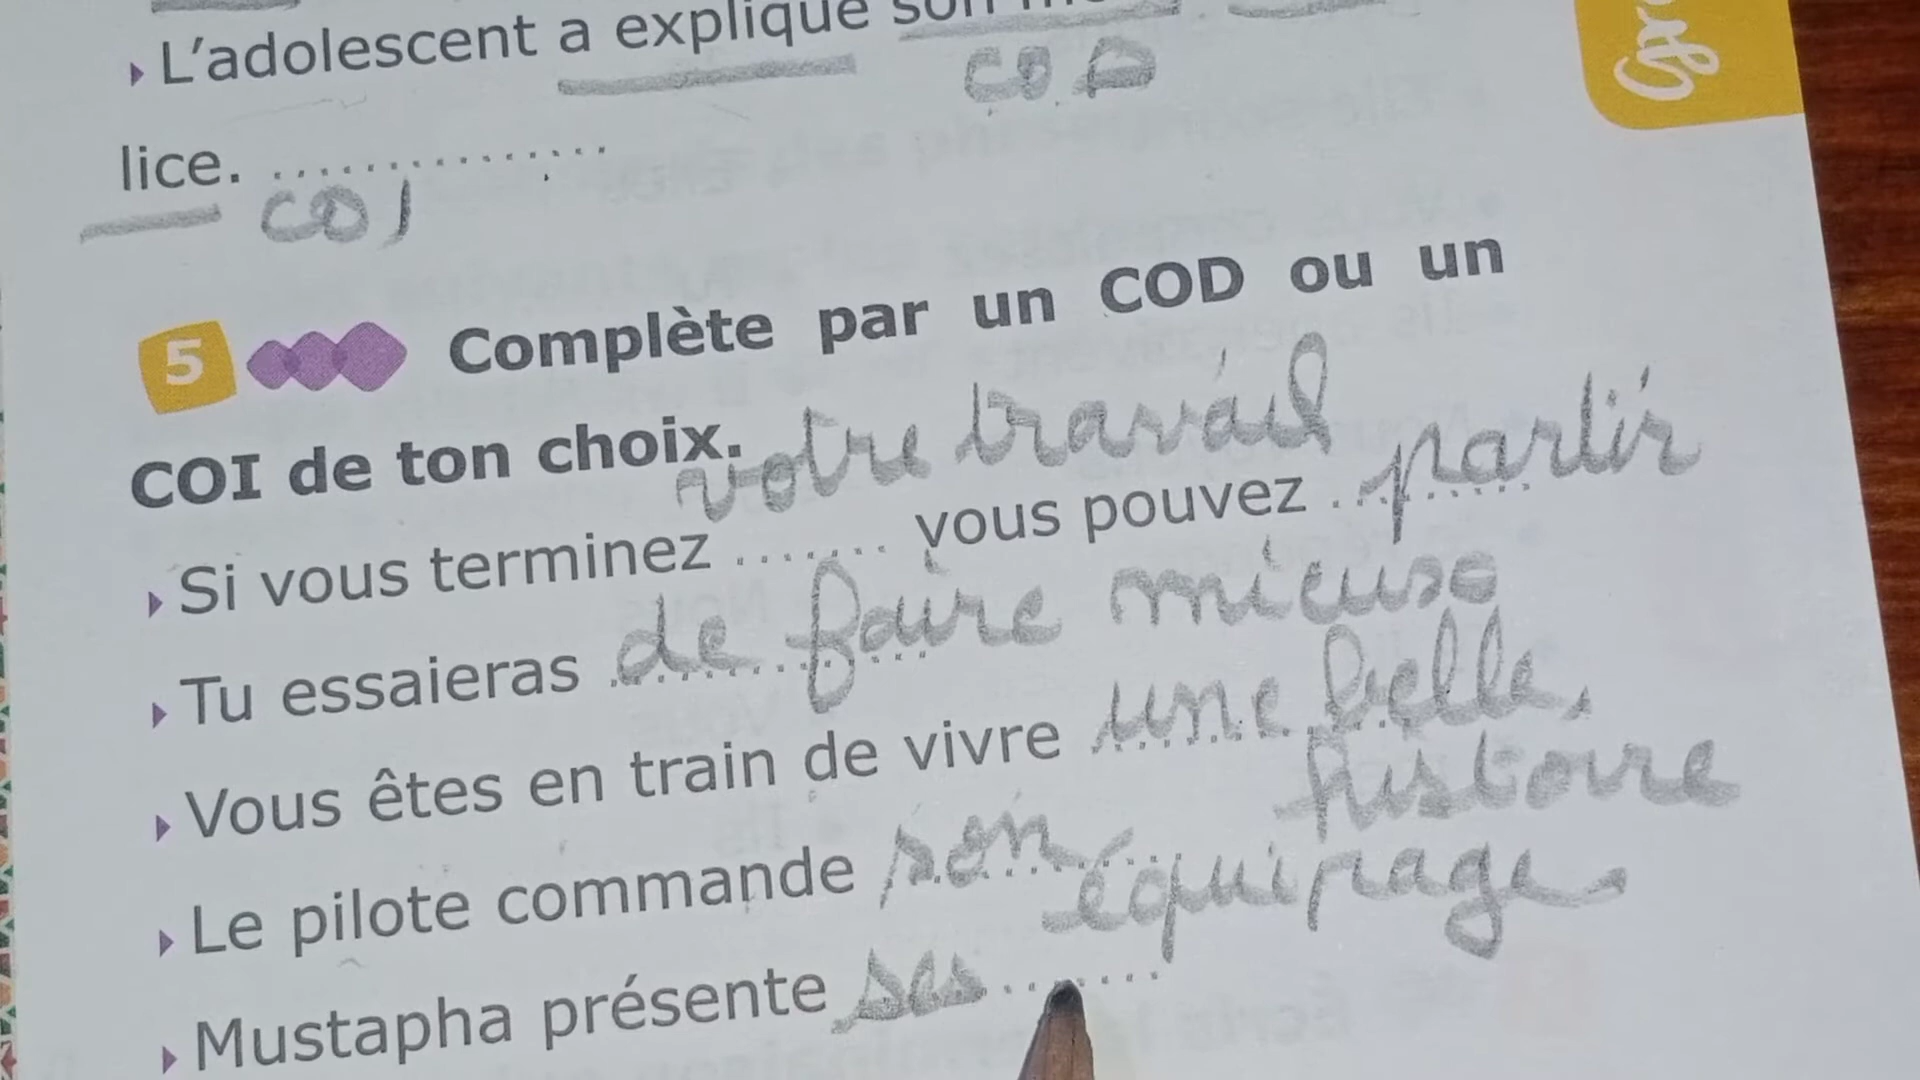 L'adolescent a expliqué son
COD
lice. ...............
COI
5 Complète par un COD ou un
COI de ton choix.
votre travail partir
Si vous terminez ....... vous pouvez .........
de faire mieux
Tu essaieras ..........
une belle
Vous êtes en train de vivre ..........
histoire
Le pilote commande son équipage
Mustapha présente ses .....